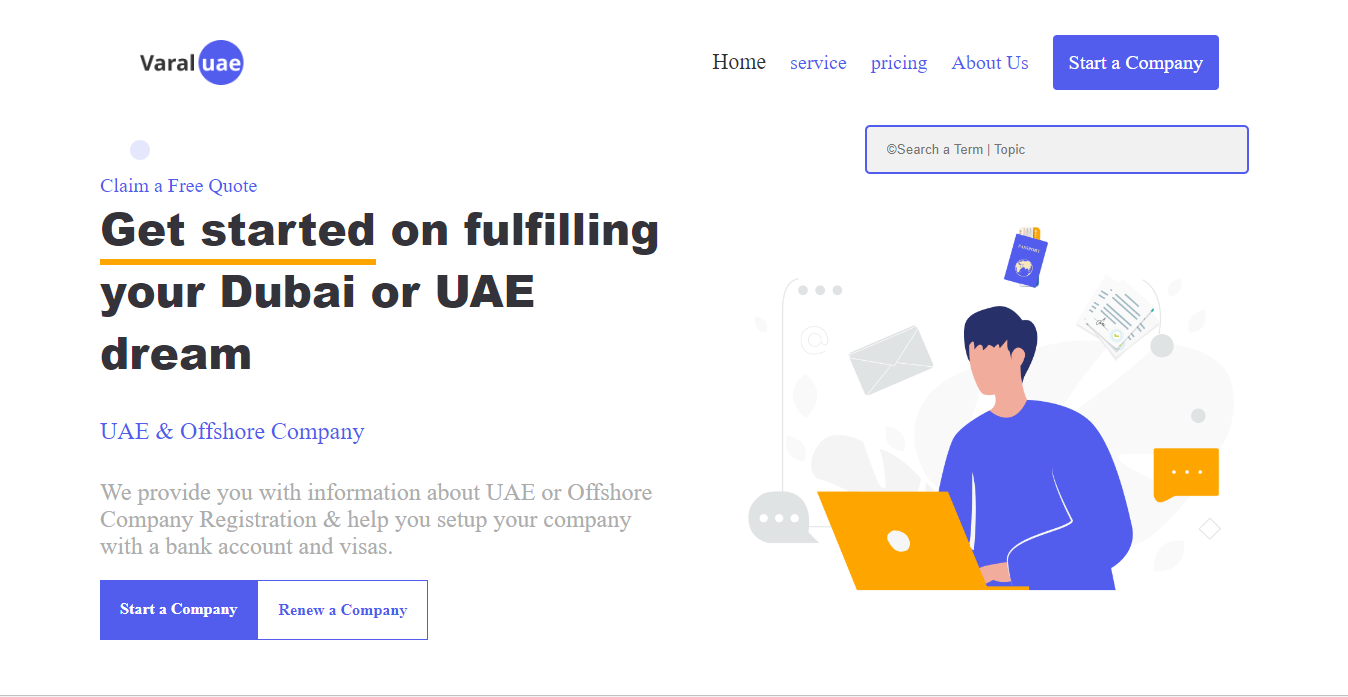 Varal uae
Home service pricing About Us Start a Company
©Search a Term | Topic
Claim a Free Quote
Get started on fulfilling
your Dubai or UAE
dream
UAE & Offshore Company
We provide you with information about UAE or Offshore
Company Registration & help you setup your company
with a bank account and visas.
Start a Company Renew a Company
PASSPORT